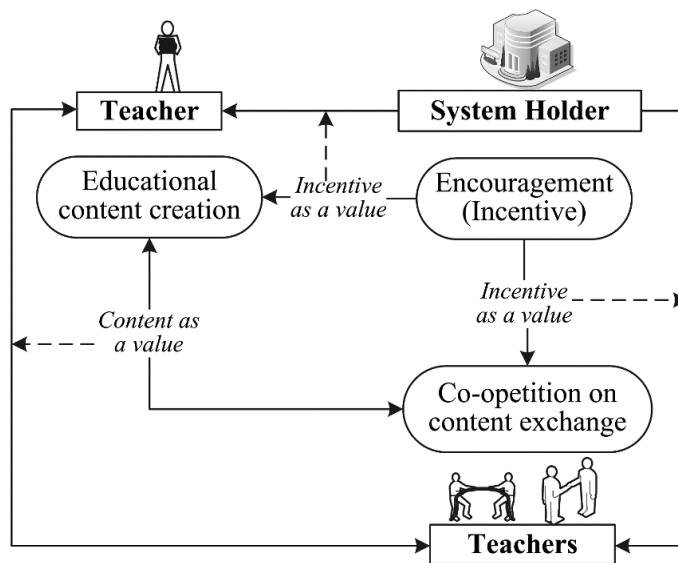 Teacher
System Holder
Educational
content creation
Incentive
as a value
Encouragement
(Incentive)
Incentive
as a value
Content as
a value
Co-opetition on
content exchange
Teachers